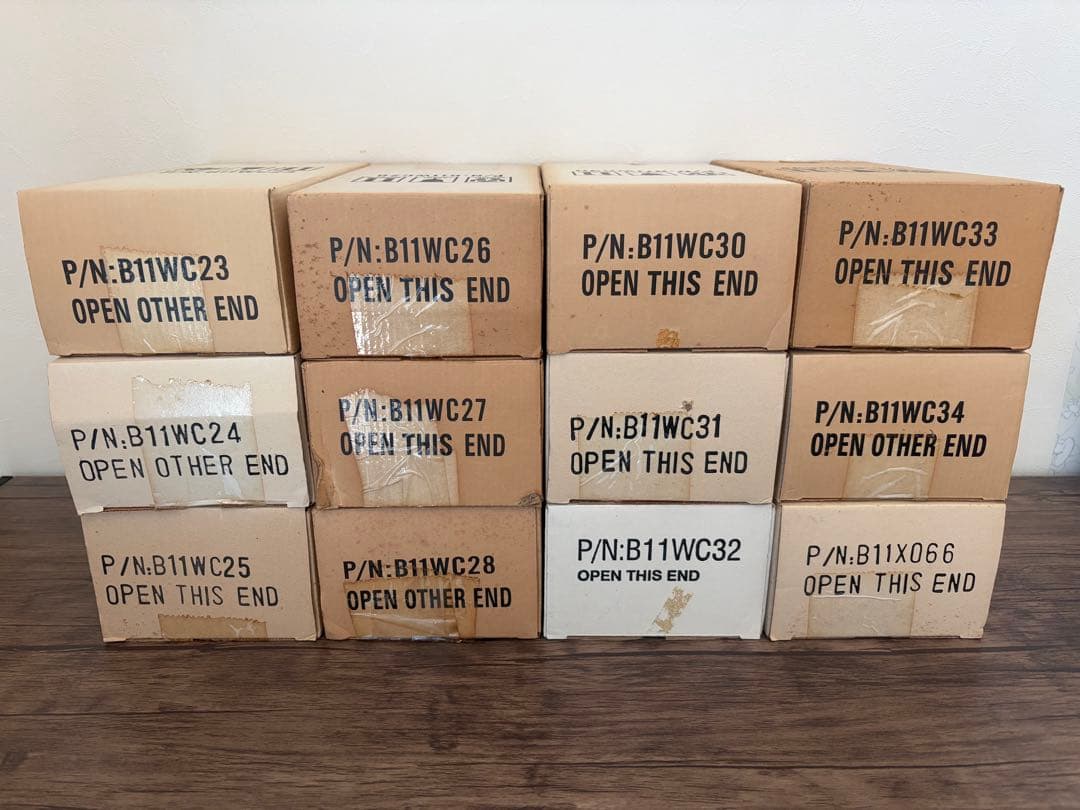 P/N:B11WC23
OPEN OTHER END
P/N:B11WC26
OPEN THIS END
P/N:B11WC30
OPEN THIS END
P/N:B11WC33
OPEN THIS END
P/N:B11WC24
OPEN OTHER END
P/N:B11WC27
OPEN THIS END
P/N:B11WC31
OPEN THIS END
P/N:B11WC34
OPEN OTHER END
P/N:B11WC25
OPEN THIS END
P/N:B11WC28
OPEN OTHER END
P/N:B11WC32
OPEN THIS END
P/N:B11X066
OPEN THIS END